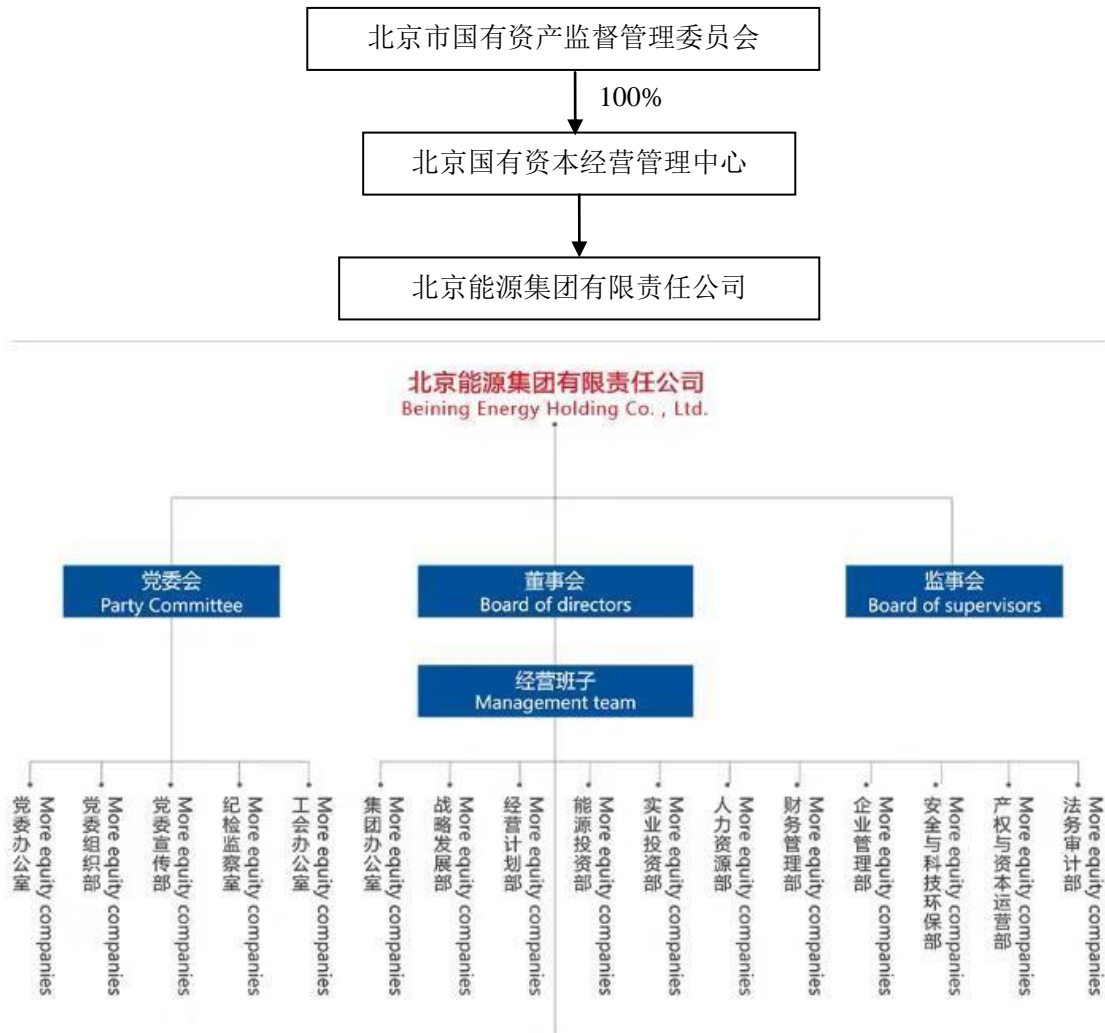 北京市国有资产监督管理委员会
100%
北京国有资本经营管理中心
北京能源集团有限责任公司
北京能源集团有限责任公司
Beining Energy Holding Co. , Ltd.
党委会
Party Committee
董事会
Board of directors
监事会
Board of supervisors
经营班子
Management team
党委办公室
More equity companies
党委组织部
More equity companies
党委宣传部
More equity companies
纪检监察室
More equity companies
工会办公室
More equity companies
集团办公室
More equity companies
战略发展部
More equity companies
经营计划部
More equity companies
能源投资部
More equity companies
实业投资部
More equity companies
人力资源部
More equity companies
财务管理部
More equity companies
企业管理部
More equity companies
安全与科技环保部
More equity companies
产权与资本运营部
More equity companies
法务审计部
More equity companies